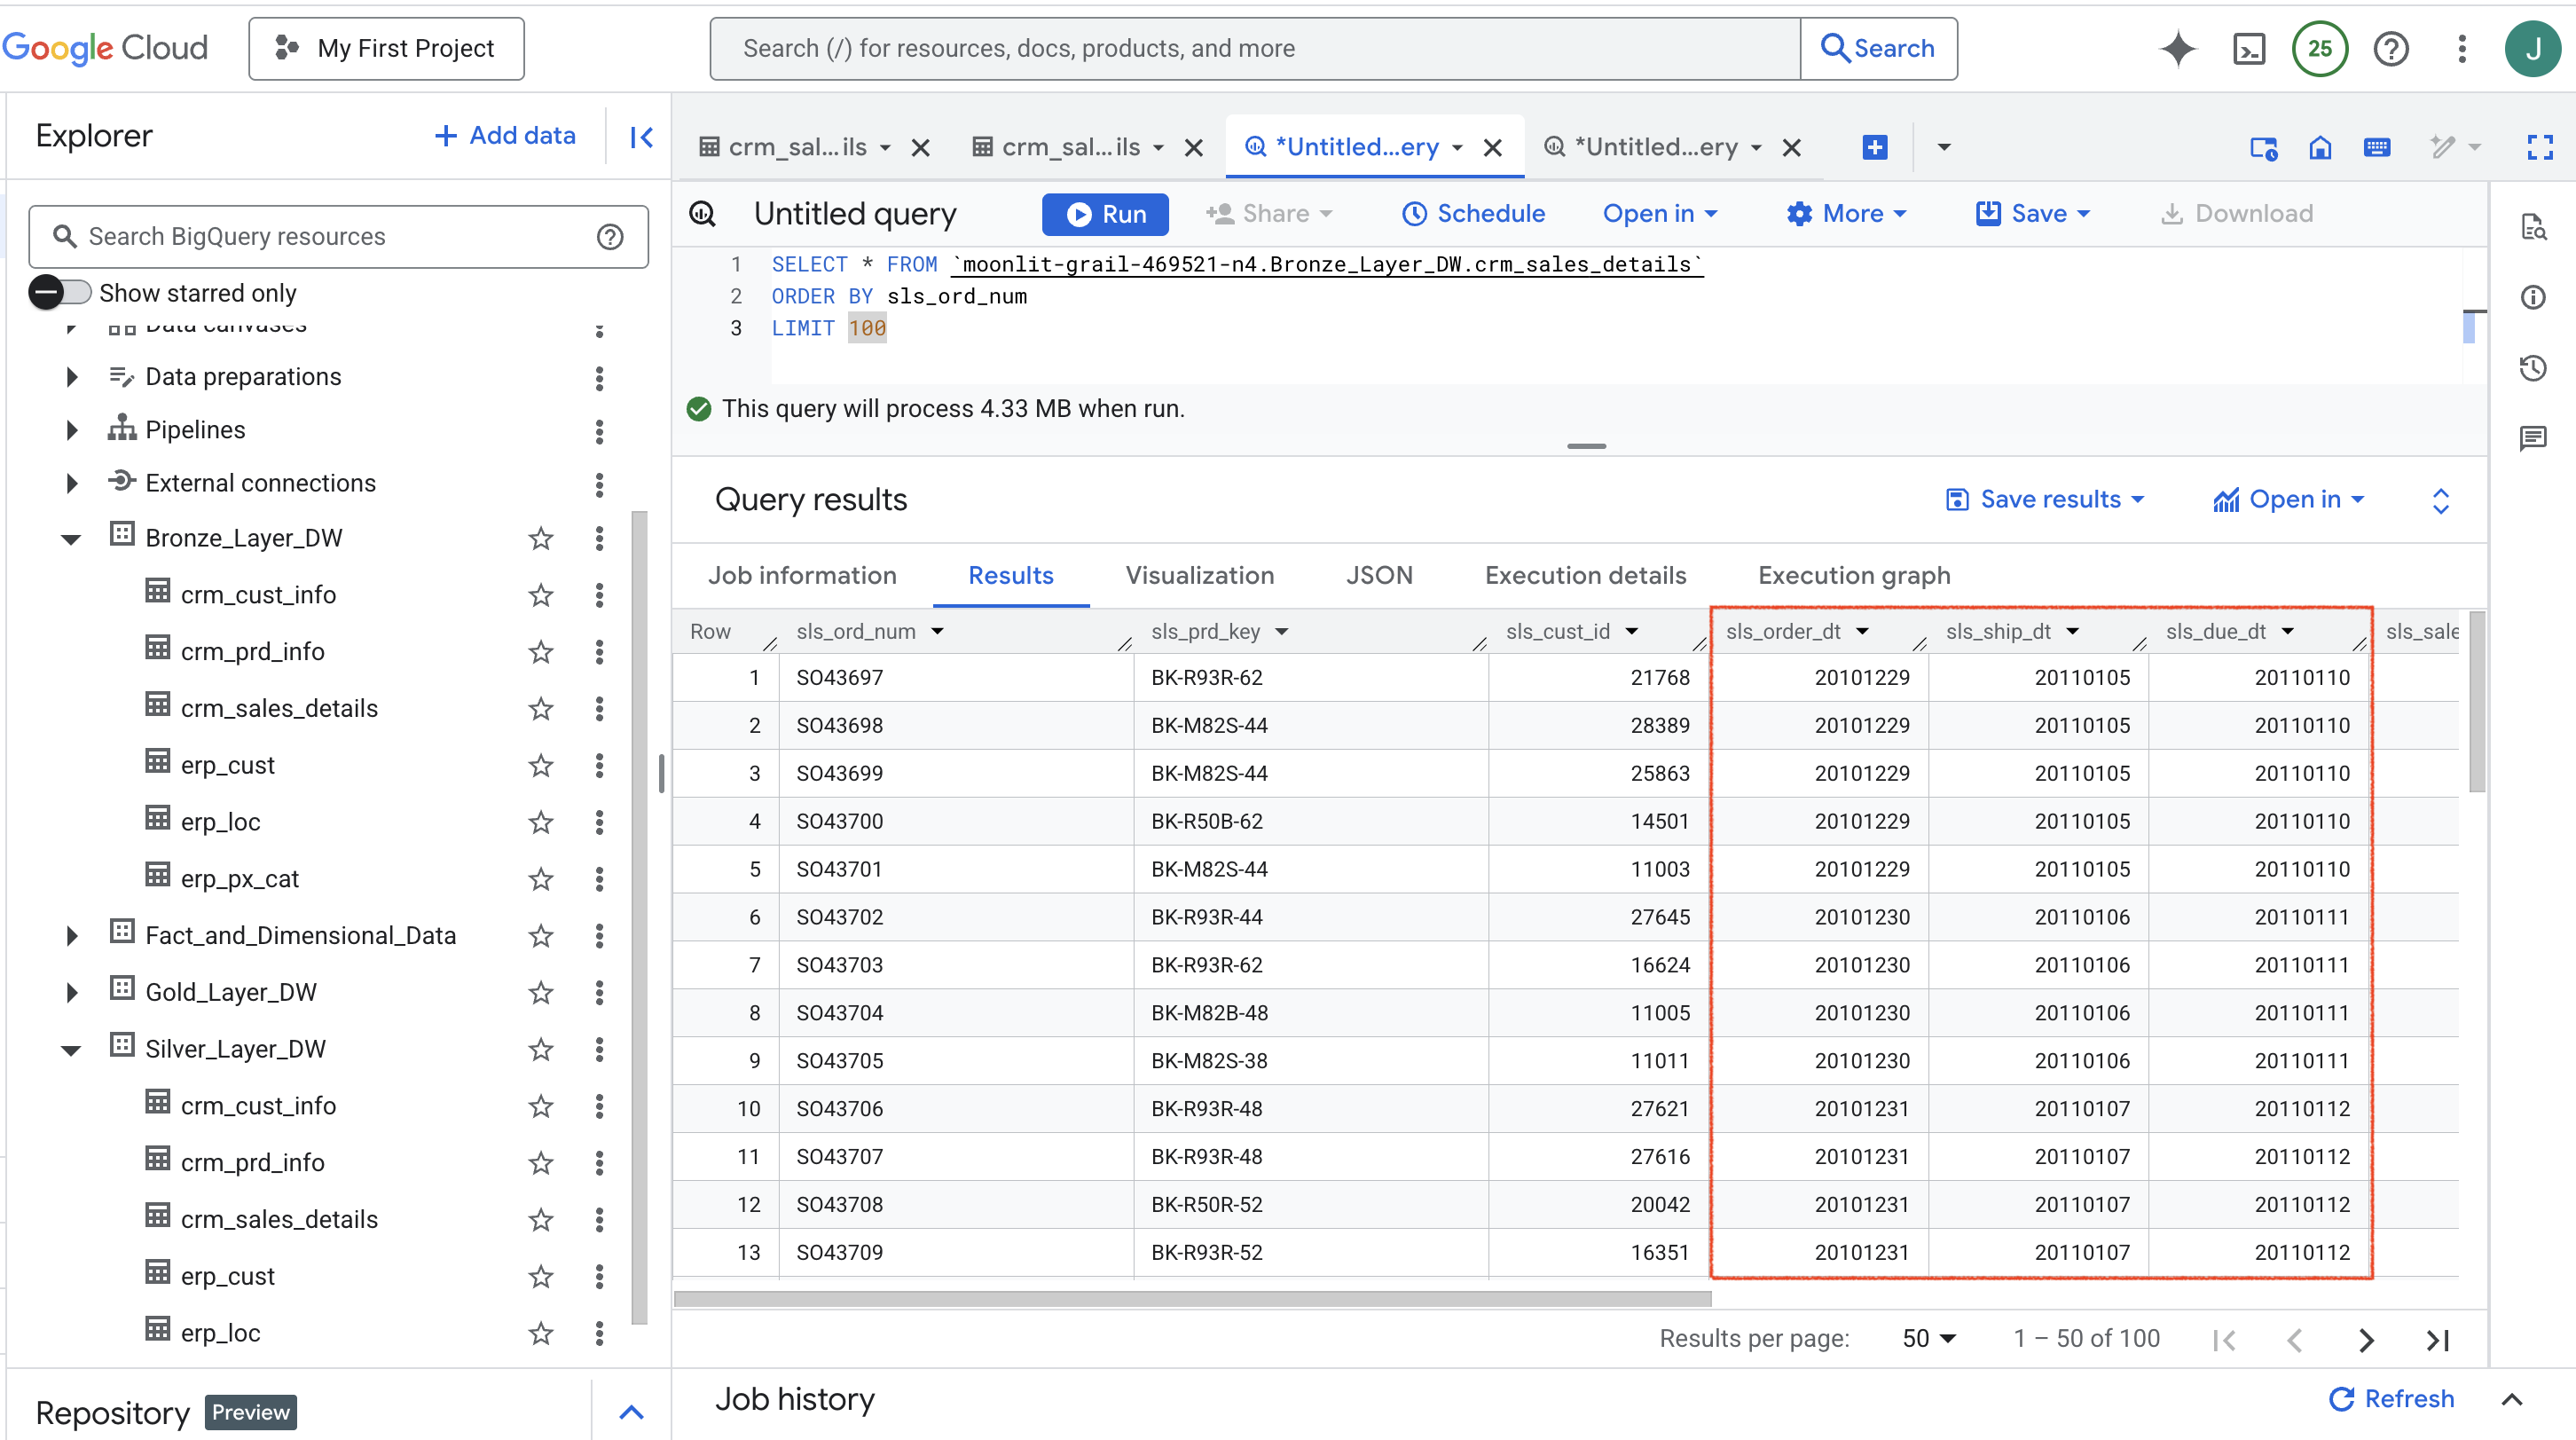 Google Cloud
My First Project
Search (/) for resources, docs, products, and more
Search
25
J
Explorer
+ Add data
Search BigQuery resources
Show starred only
Data canvases
Data preparations
Pipelines
External connections
Bronze_Layer_DW
crm_cust_info
crm_prd_info
crm_sales_details
erp_cust
erp_loc
erp_px_cat
Fact_and_Dimensional_Data
Gold_Layer_DW
Silver_Layer_DW
crm_cust_info
crm_prd_info
crm_sales_details
erp_cust
erp_loc
Repository Preview
crm_sal...ils
crm_sal...ils
*Untitled...ery
*Untitled...ery
Untitled query
Run
Share
Schedule
Open in
More
Save
Download
1 SELECT * FROM `moonlit-grail-469521-n4.Bronze_Layer_DW.crm_sales_details`
2 ORDER BY sls_ord_num
3 LIMIT 100
This query will process 4.33 MB when run.
Query results
Save results
Open in
Job information Results Visualization JSON Execution details Execution graph
Row sls_ord_num sls_prd_key sls_cust_id sls_order_dt sls_ship_dt sls_due_dt sls_sale
1 SO43697 BK-R93R-62 21768 20101229 20110105 20110110
2 SO43698 BK-M82S-44 28389 20101229 20110105 20110110
3 SO43699 BK-M82S-44 25863 20101229 20110105 20110110
4 SO43700 BK-R50B-62 14501 20101229 20110105 20110110
5 SO43701 BK-M82S-44 11003 20101229 20110105 20110110
6 SO43702 BK-R93R-44 27645 20101230 20110106 20110111
7 SO43703 BK-R93R-62 16624 20101230 20110106 20110111
8 SO43704 BK-M82B-48 11005 20101230 20110106 20110111
9 SO43705 BK-M82S-38 11011 20101230 20110106 20110111
10 SO43706 BK-R93R-48 27621 20101231 20110107 20110112
11 SO43707 BK-R93R-48 27616 20101231 20110107 20110112
12 SO43708 BK-R50R-52 20042 20101231 20110107 20110112
13 SO43709 BK-R93R-52 16351 20101231 20110107 20110112
Results per page: 50 1 – 50 of 100
Job history
Refresh